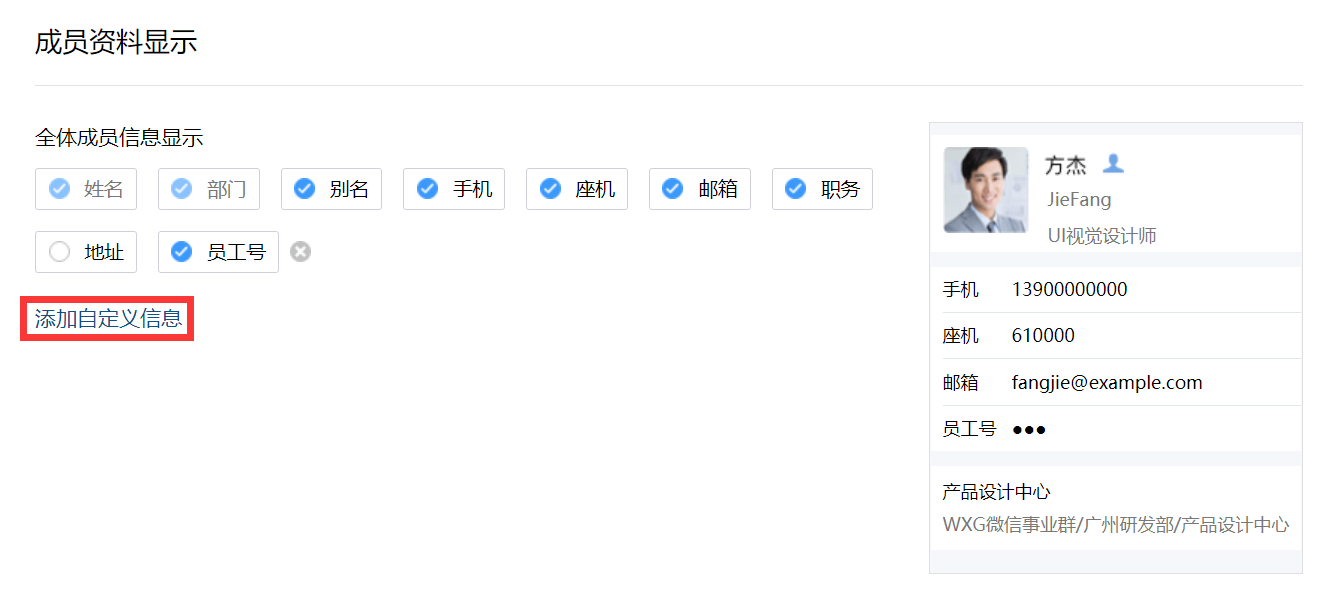 成员资料显示
全体成员信息显示
姓名 部门 别名 手机 座机 邮箱 职务
地址 员工号
添加自定义信息
方杰
JieFang
UI视觉设计师
手机 13900000000
座机 610000
邮箱 fangjie@example.com
员工号 ●●●
产品设计中心
WXG微信事业群/广州研发部/产品设计中心